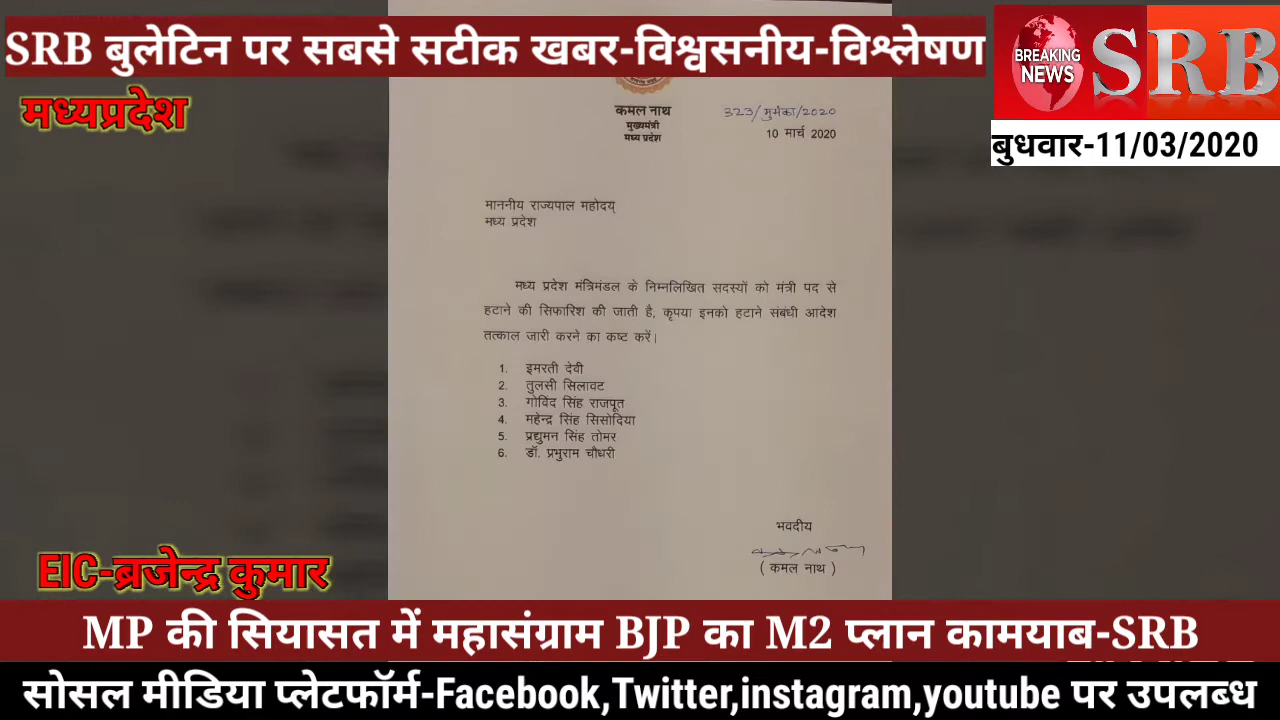 SRB बुलेटिन पर सबसे सटीक खबर-विश्वसनीय-विश्लेषण
BREAKING
NEWS
SRB
मध्यप्रदेश
बुधवार-11/03/2020
कमल नाथ
मुख्यमंत्री
मध्य प्रदेश
323/मुमंका/2020
10 मार्च 2020
माननीय राज्यपाल महोदय्
मध्य प्रदेश
मध्य प्रदेश मंत्रिमंडल के निम्नलिखित सदस्यों को मंत्री पद से
हटाने की सिफारिश की जाती है, कृपया इनको हटाने संबंधी आदेश
तत्काल जारी करने का कष्ट करें।
1. इमरती देवी
2. तुलसी सिलावट
3. गोविंद सिंह राजपूत
4. महेन्द्र सिंह सिसोदिया
5. प्रद्युमन सिंह तोमर
6. डॉ. प्रभुराम चौधरी
भवदीय
( कमल नाथ )
EIC-ब्रजेन्द्र कुमार
MP की सियासत में महासंग्राम BJP का M2 प्लान कामयाब-SRB
सोसल मीडिया प्लेटफॉर्म-Facebook,Twitter,instagram,youtube पर उपलब्ध